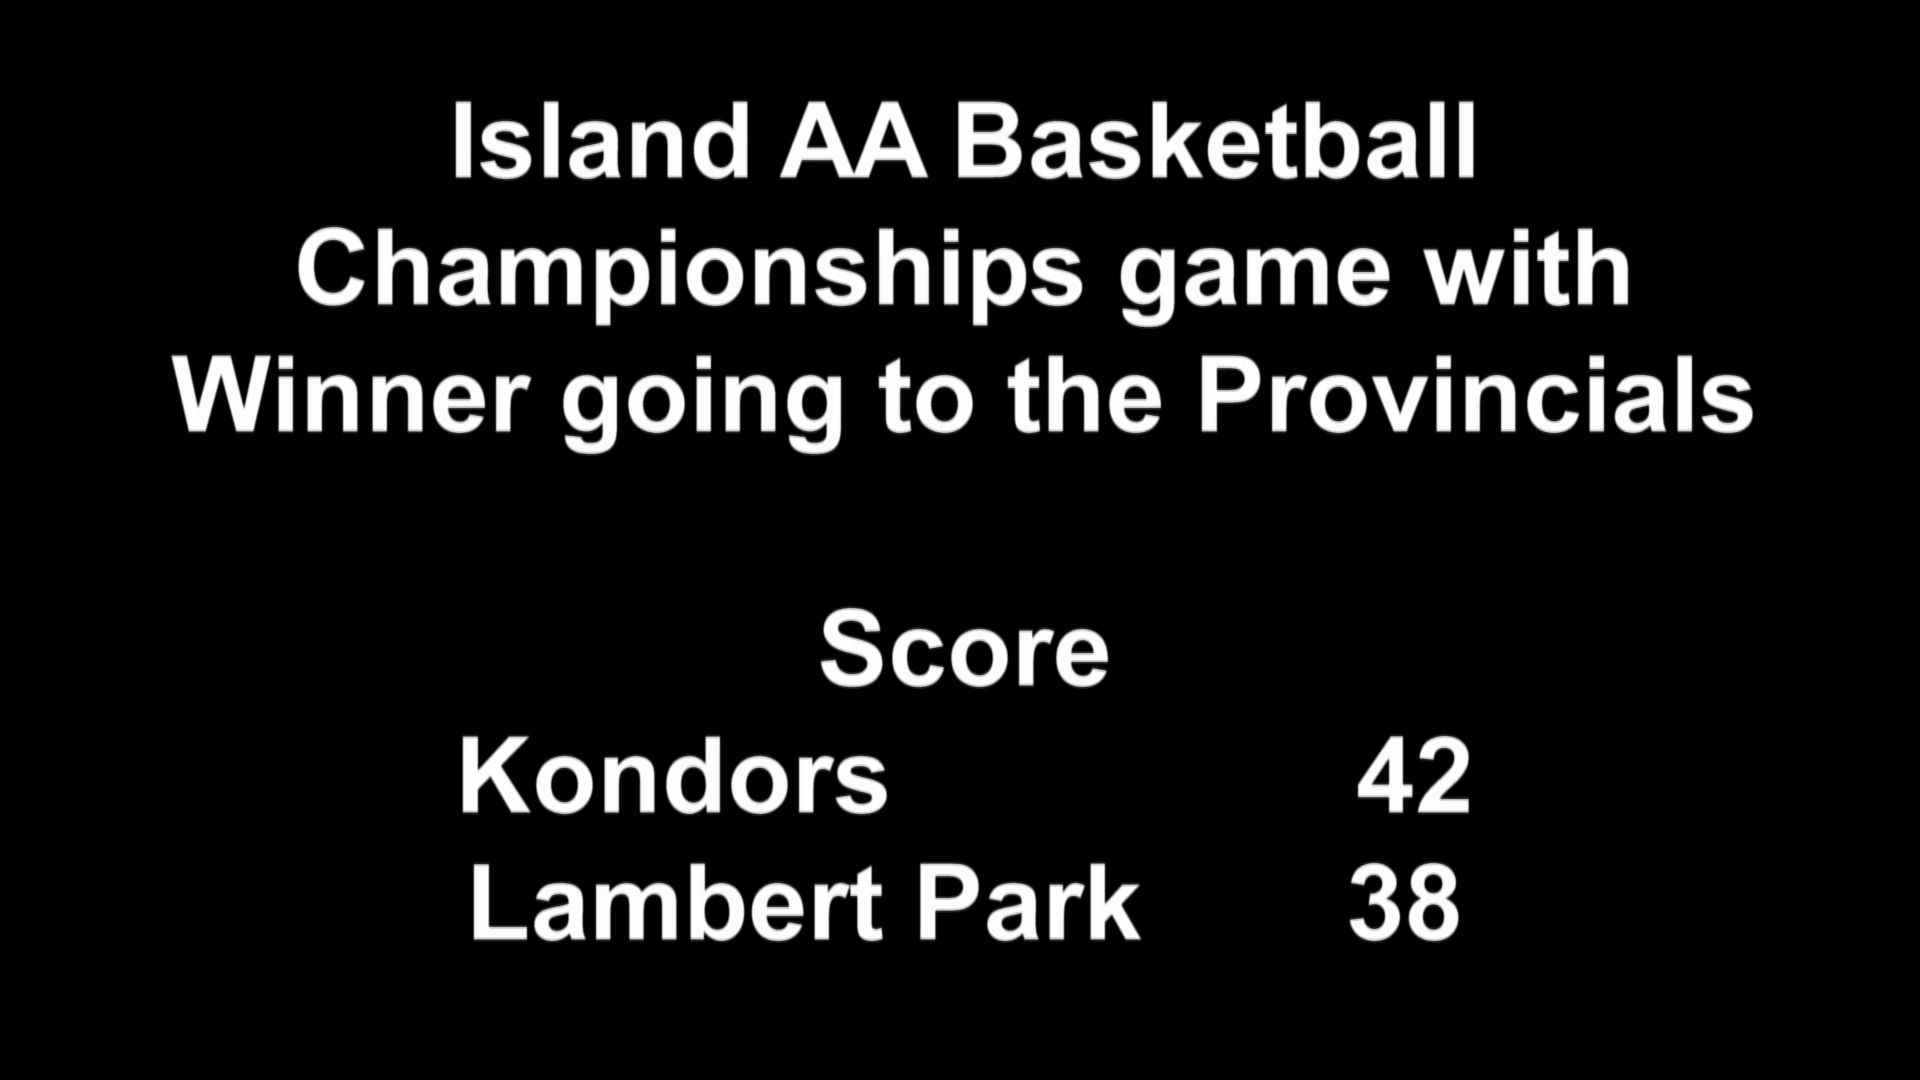 Island AA Basketball
Championships game with
Winner going to the Provincials
Score
Kondors 42
Lambert Park 38